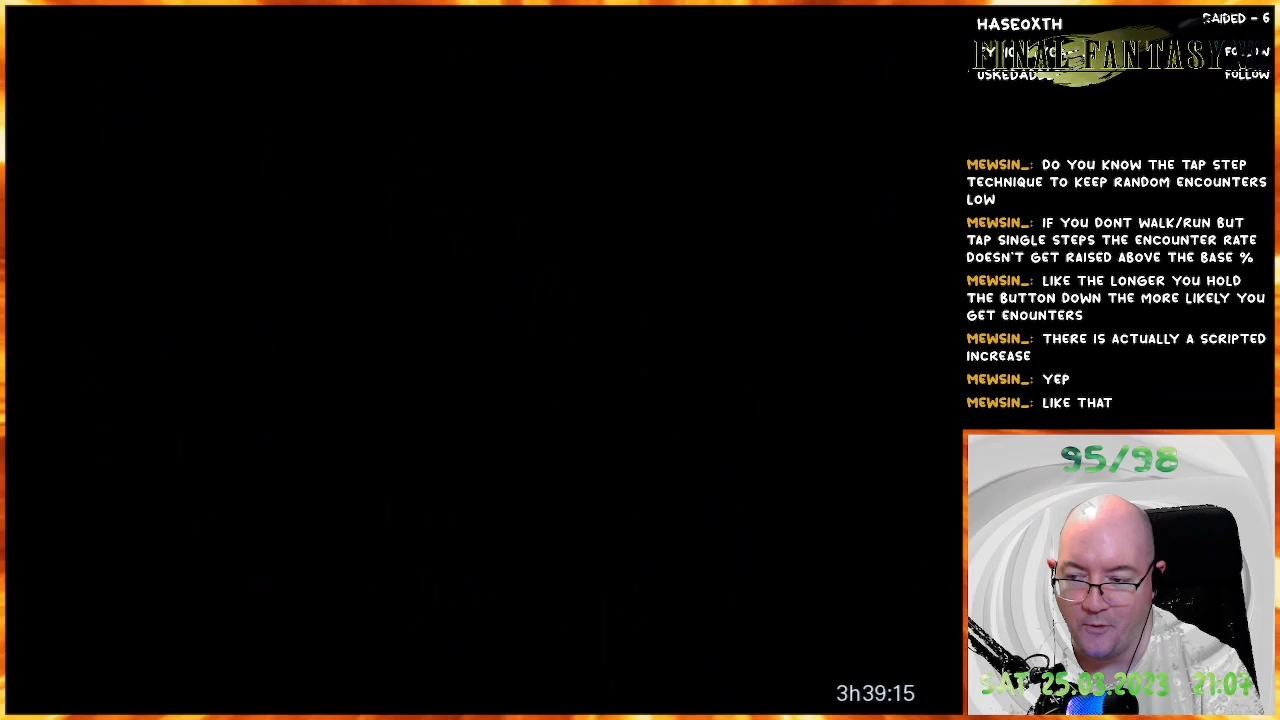 HASEOXTH
RAIDED - 6
FINAL FANTASY VII
FOLLOW
USKEDAD
FOLLOW
MEWSIN_: DO YOU KNOW THE TAP STEP
TECHNIQUE TO KEEP RANDOM ENCOUNTERS
LOW
MEWSIN_: IF YOU DONT WALK/RUN BUT
TAP SINGLE STEPS THE ENCOUNTER RATE
DOESN'T GET RAISED ABOVE THE BASE %
MEWSIN_: LIKE THE LONGER YOU HOLD
THE BUTTON DOWN THE MORE LIKELY YOU
GET ENOUNTERS
MEWSIN_: THERE IS ACTUALLY A SCRIPTED
INCREASE
MEWSIN_: YEP
MEWSIN_: LIKE THAT
95/98
SAT 25.03.2023 21:07
3h39:15